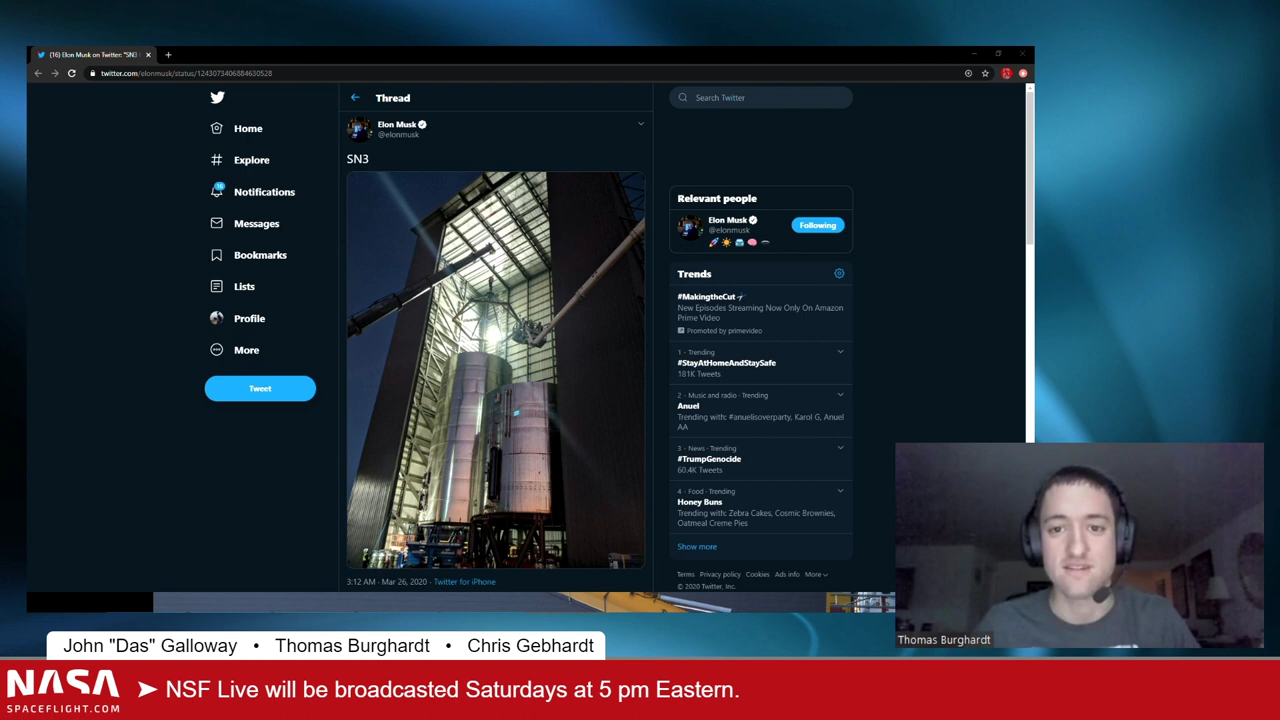 (16) Elon Musk on Twitter: "SN3
twitter.com/elonmusk/status/1243073406884630528
Home
Explore
16
Notifications
Messages
Bookmarks
Lists
Profile
More
Tweet
Thread
Elon Musk
@elonmusk
SN3
3:12 AM · Mar 26, 2020 · Twitter for iPhone
Search Twitter
Relevant people
Elon Musk
@elonmusk
Following
Trends
#MakingtheCut
New Episodes Streaming Now Only On Amazon
Prime Video
Promoted by primevideo
1 · Trending
#StayAtHomeAndStaySafe
181K Tweets
2 · Music and radio · Trending
Anuel
Trending with: #anuelisoverparty, Karol G, Anuel
AA
3 · News · Trending
#TrumpGenocide
60.4K Tweets
4 · Food · Trending
Honey Buns
Trending with: Zebra Cakes, Cosmic Brownies,
Oatmeal Creme Pies
Show more
Terms Privacy policy Cookies Ads info More
© 2020 Twitter, Inc.
Thomas Burghardt
John "Das" Galloway • Thomas Burghardt • Chris Gebhardt
NASA
SPACEFLIGHT.COM
➤ NSF Live will be broadcasted Saturdays at 5 pm Eastern.